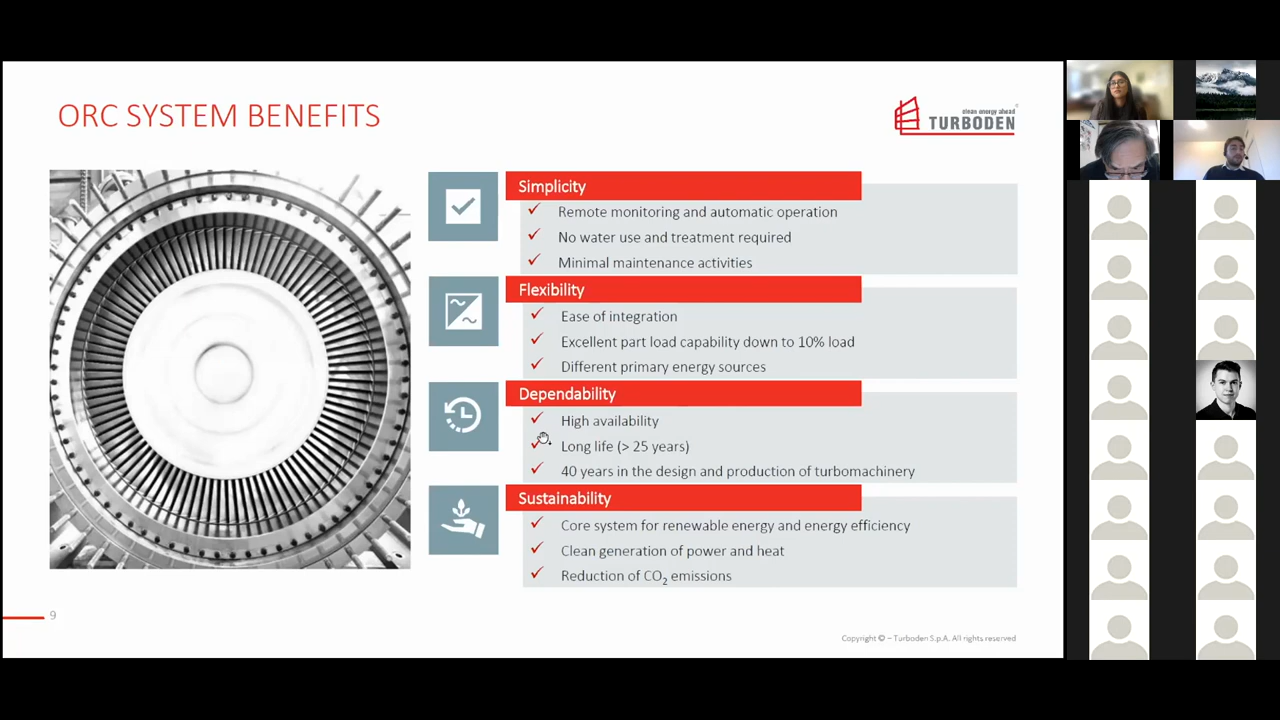 ORC SYSTEM BENEFITS
clean energy ahead
TURBODEN
Simplicity
Remote monitoring and automatic operation
No water use and treatment required
Minimal maintenance activities
Flexibility
Ease of integration
Excellent part load capability down to 10% load
Different primary energy sources
Dependability
High availability
Long life (> 25 years)
40 years in the design and production of turbomachinery
Sustainability
Core system for renewable energy and energy efficiency
Clean generation of power and heat
Reduction of CO₂ emissions
9
Copyright © – Turboden S.p.A. All rights reserved